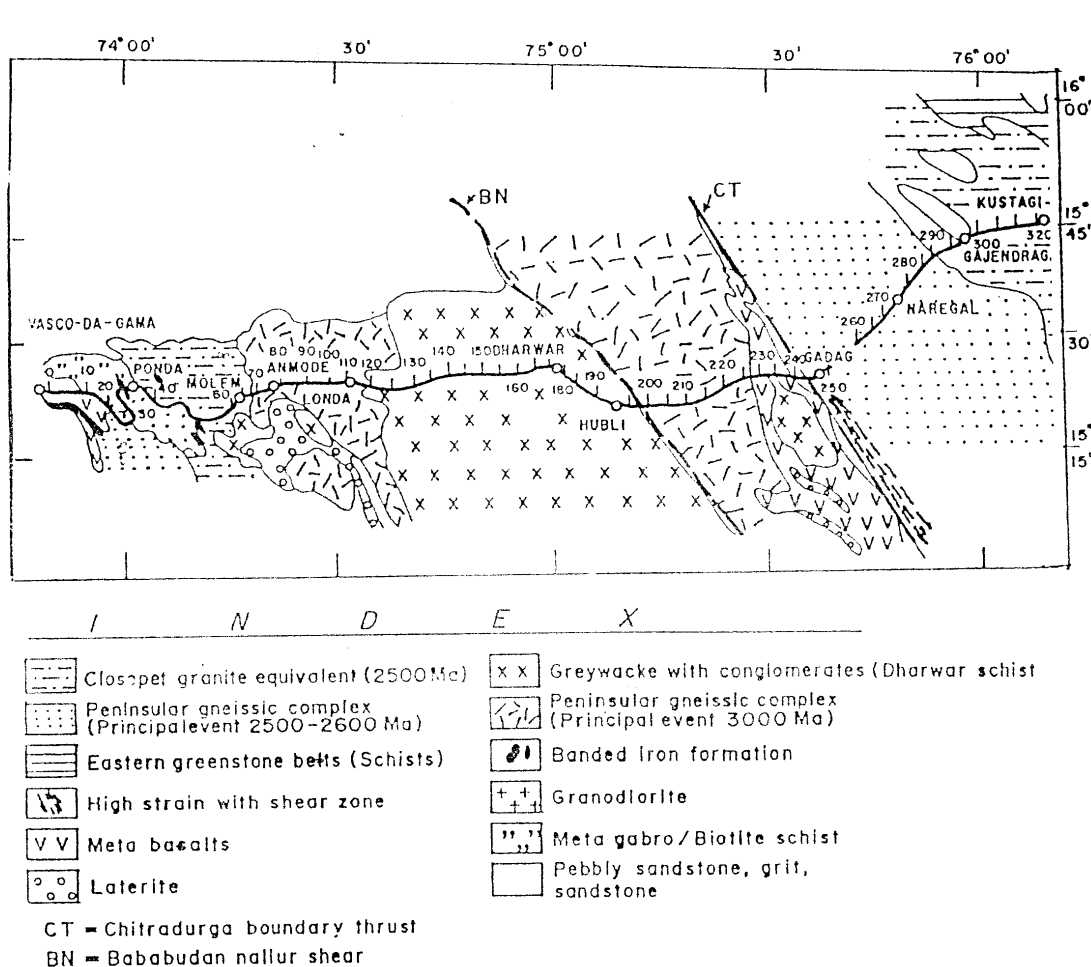 74°00' 30' 75°00' 30' 76°00'
16°
00'
BN
CT
KUSTAGI-
15°
45'
290
300
32C
GAJENDRAG.
280
270
NAREGAL
260
30'
VASCO-DA-GAMA
0 10 20 30
PONDA
40
MOLEM
60
70
80 90 100 110 120 130 140 150 DHARWAR
ANMODE
LONDA
160
180 190 200 210 220 230 240 GADAG
250
HUBLI
15°
15'
I N D E X
Closepet granite equivalent (2500Ma)
Peninsular gneissic complex
(Principal event 2500-2600 Ma)
Eastern greenstone belts (Schists)
High strain with shear zone
Meta basalts
Laterite
CT = Chitradurga boundary thrust
BN = Bababudan nallur shear
x x Greywacke with conglomerates (Dharwar schist
Peninsular gneissic complex
(Principal event 3000 Ma)
Banded iron formation
Granodiorite
Meta gabro/Biotite schist
Pebbly sandstone, grit,
sandstone